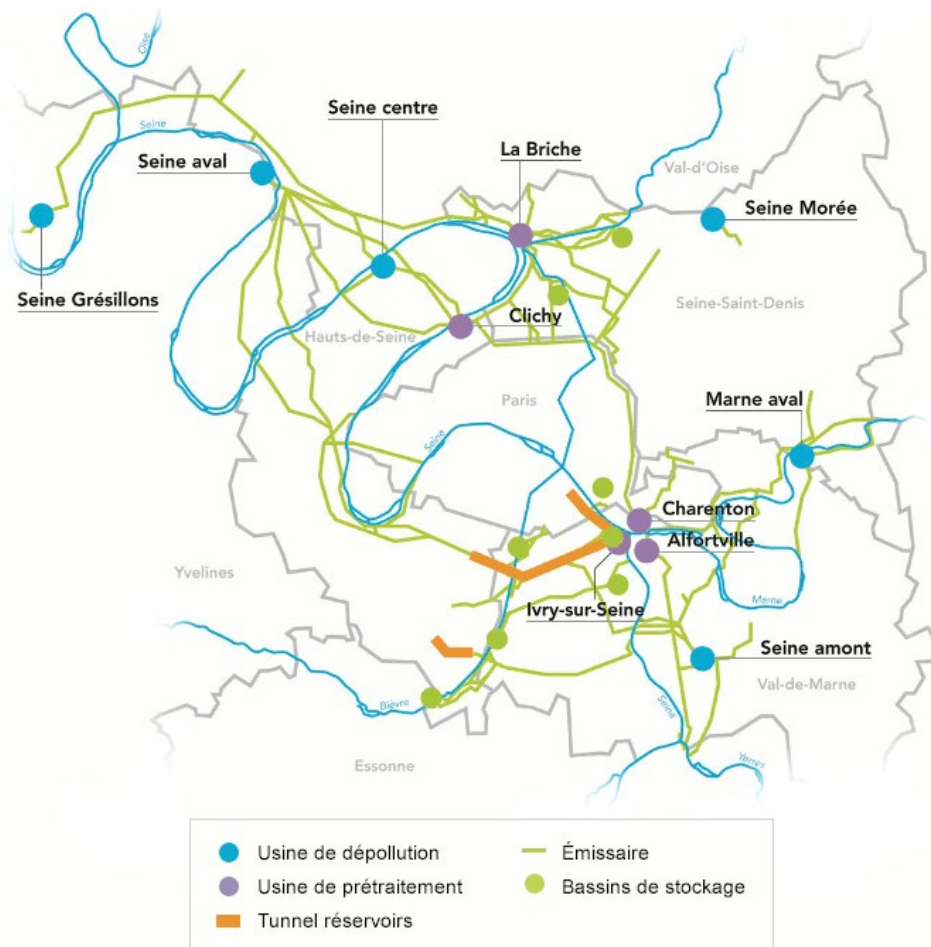 Oise
Seine centre
Seine
La Briche
Seine aval
Val-d'Oise
Seine Morée
Seine Grésillons
Seine-Saint-Denis
Clichy
Hauts-de-Seine
Paris
Marne aval
Seine
Charenton
Alfortville
Yvelines
Marne
Ivry-sur-Seine
Seine amont
Val-de-Marne
Bièvre
Seine
Essonne
Yerres
Usine de dépollution
Émissaire
Usine de prétraitement
Bassins de stockage
Tunnel réservoirs